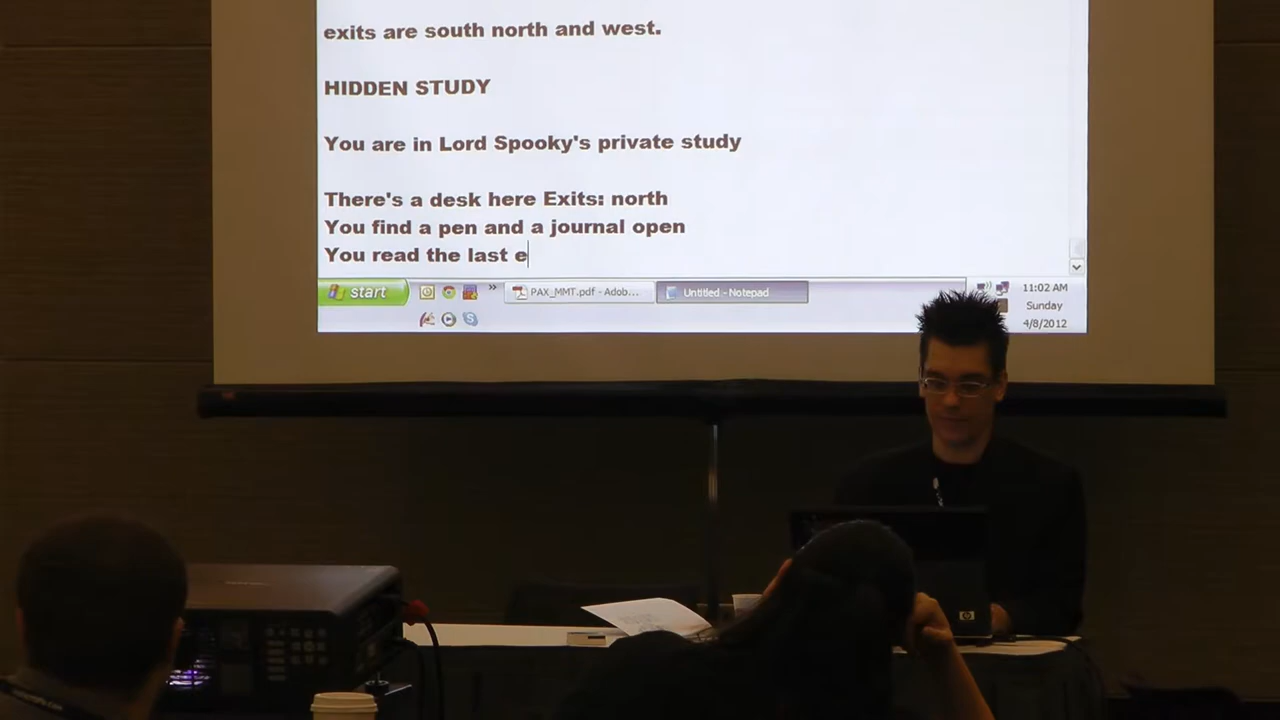 exits are south north and west.
HIDDEN STUDY
You are in Lord Spooky's private study
There's a desk here Exits: north
You find a pen and a journal open
You read the last e
start
»
PAX_MMT.pdf - Adob...
Untitled - Notepad
11:02 AM
Sunday
4/8/2012
hp